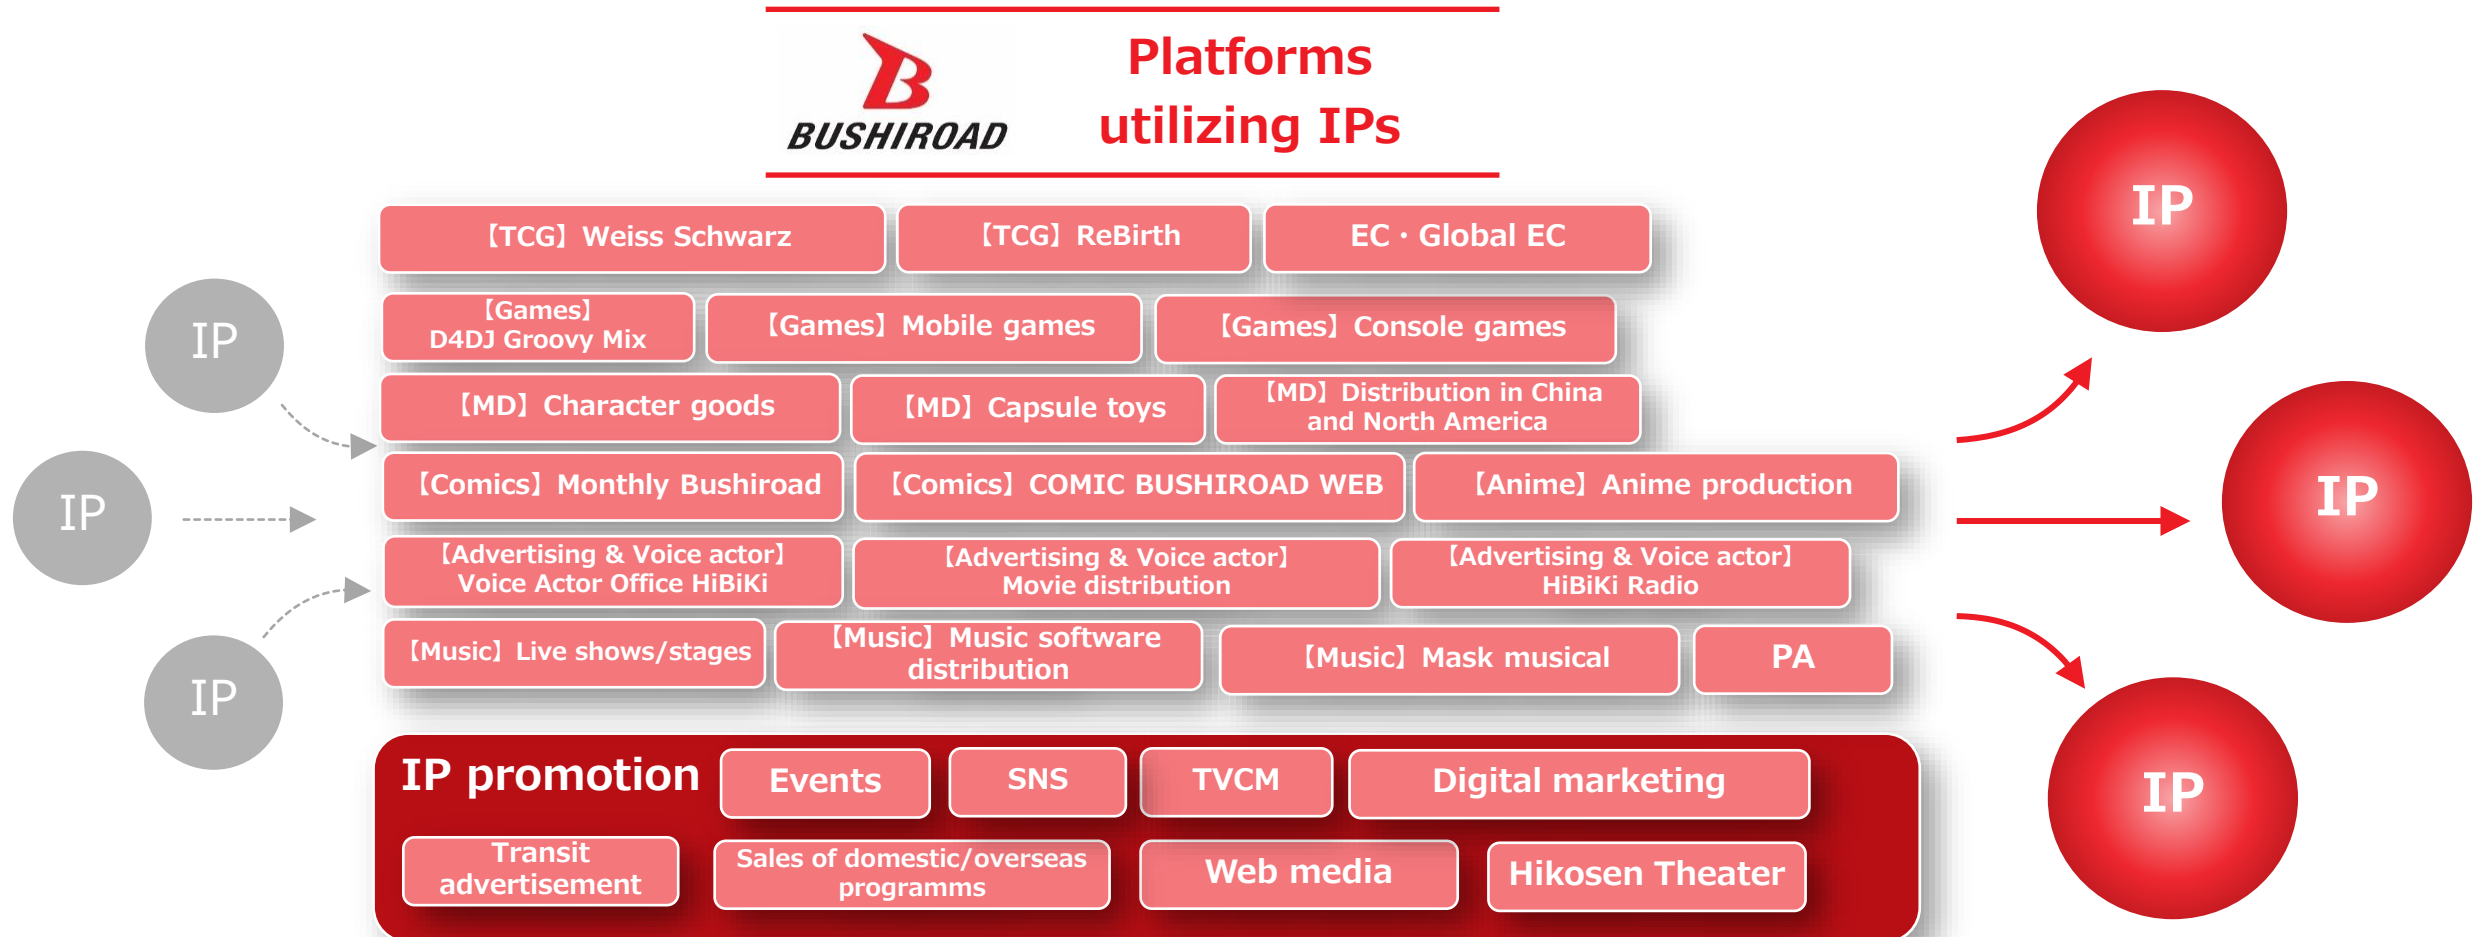 BUSHIROAD
Platforms
utilizing IPs
【TCG】Weiss Schwarz
【TCG】ReBirth
EC・Global EC
【Games】
D4DJ Groovy Mix
【Games】Mobile games
【Games】Console games
【MD】Character goods
【MD】Capsule toys
【MD】Distribution in China
and North America
【Comics】Monthly Bushiroad
【Comics】COMIC BUSHIROAD WEB
【Anime】Anime production
【Advertising & Voice actor】
Voice Actor Office HiBiKi
【Advertising & Voice actor】
Movie distribution
【Advertising & Voice actor】
HiBiKi Radio
【Music】Live shows/stages
【Music】Music software
distribution
【Music】Mask musical
PA
IP promotion
Events
SNS
TVCM
Digital marketing
Transit
advertisement
Sales of domestic/overseas
programms
Web media
Hikosen Theater
IP
IP
IP
IP
IP
IP